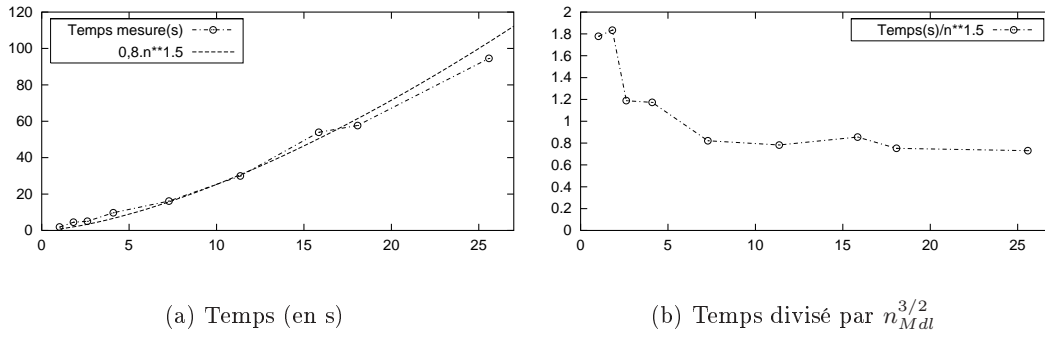 120
100
80
60
40
20
0
0 5 10 15 20 25
Temps mesure(s)
0,8.n**1.5
2
1.8
1.6
1.4
1.2
1
0.8
0.6
0.4
0.2
0
0 5 10 15 20 25
Temps(s)/n**1.5
(a) Temps (en s)
(b) Temps divisé par $n_{Mdl}^{3/2}$